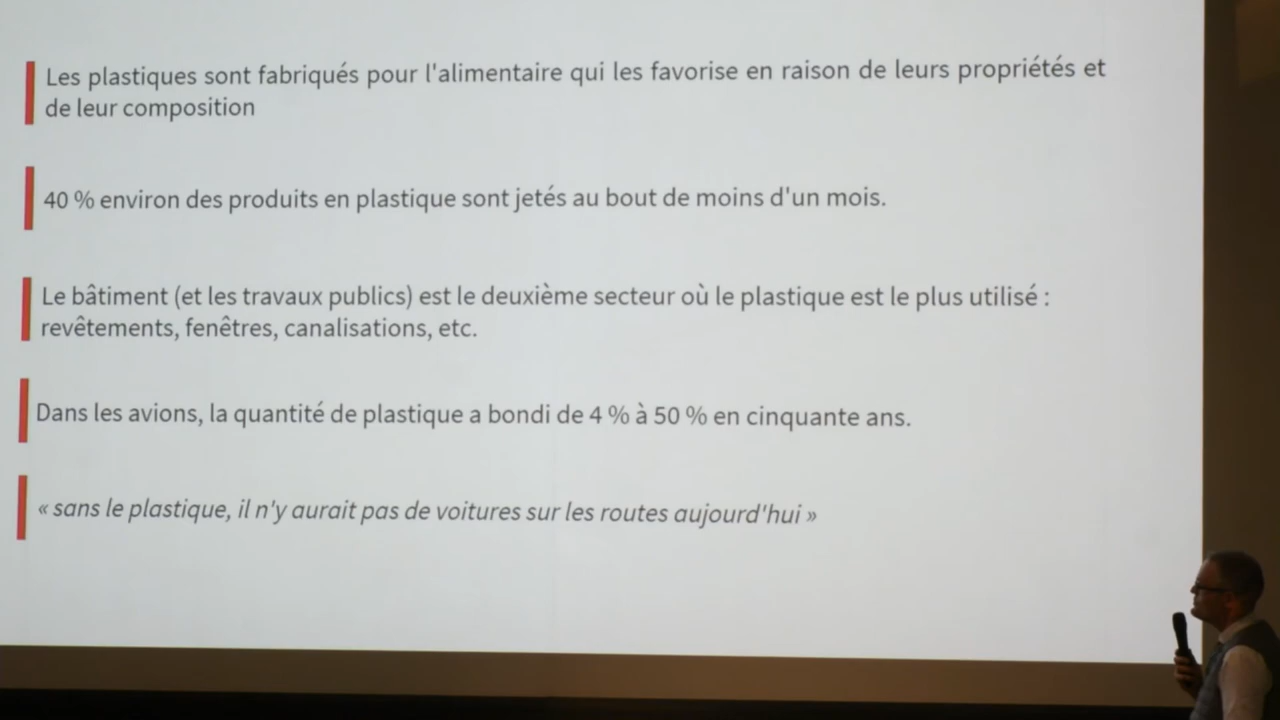 Les plastiques sont fabriqués pour l'alimentaire qui les favorise en raison de leurs propriétés et
de leur composition
40 % environ des produits en plastique sont jetés au bout de moins d'un mois.
Le bâtiment (et les travaux publics) est le deuxième secteur où le plastique est le plus utilisé :
revêtements, fenêtres, canalisations, etc.
Dans les avions, la quantité de plastique a bondi de 4 % à 50 % en cinquante ans.
« sans le plastique, il n'y aurait pas de voitures sur les routes aujourd'hui »